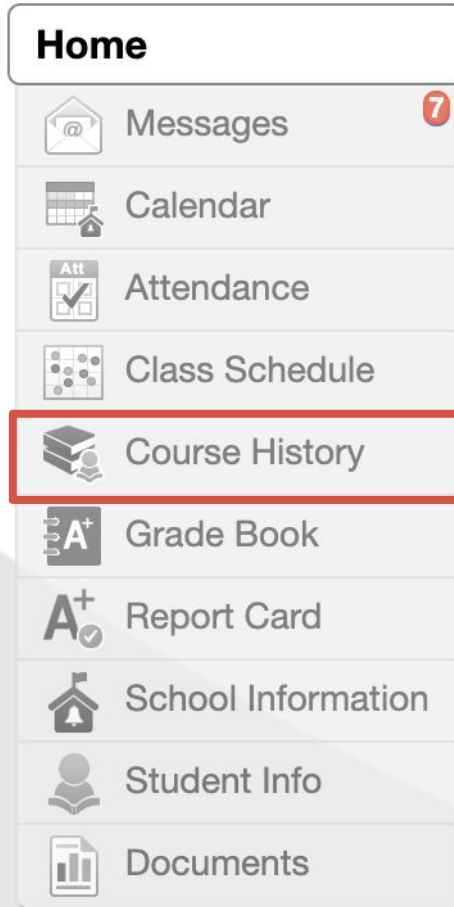 Home
@
Messages
7
Calendar
Att
Attendance
Class Schedule
Course History
A+
Grade Book
A+
Report Card
School Information
Student Info
Documents